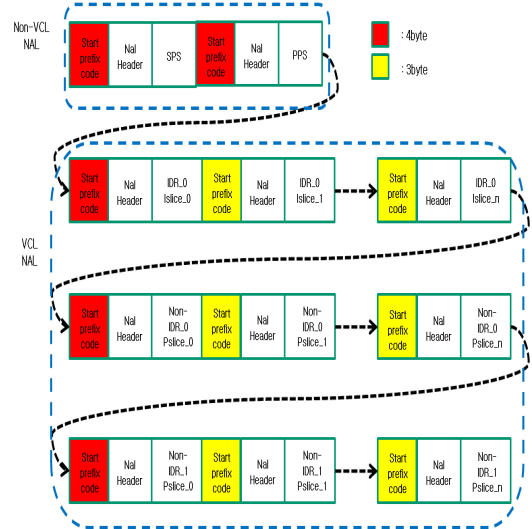 Non-VCL
NAL
Start
prefix
code
Nal
Header
SPS
Start
prefix
code
Nal
Header
PPS
: 4byte
: 3byte
VCL
NAL
Start
prefix
code
Nal
Header
IDR_0
Islice_0
Start
prefix
code
Nal
Header
IDR_0
Islice_1
Start
prefix
code
Nal
Header
IDR_0
Islice_n
Start
prefix
code
Nal
Header
Non-
IDR_0
Pslice_0
Start
prefix
code
Nal
Header
Non-
IDR_0
Pslice_1
Start
prefix
code
Nal
Header
Non-
IDR_0
Pslice_n
Start
prefix
code
Nal
Header
Non-
IDR_1
Pslice_0
Start
prefix
code
Nal
Header
Non-
IDR_1
Pslice_1
Start
prefix
code
Nal
Header
Non-
IDR_1
Pslice_n